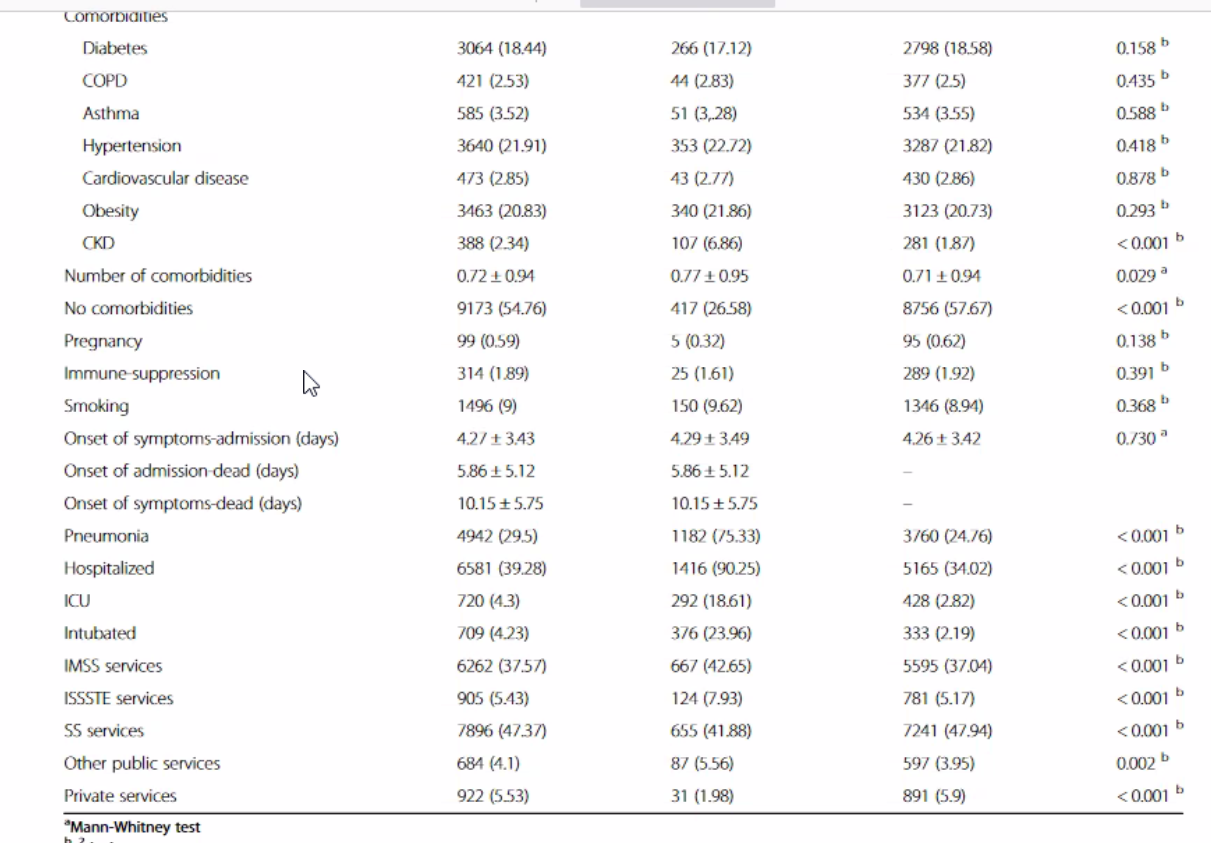 Comorbidities
Diabetes 3064 (18.44) 266 (17.12) 2798 (18.58) 0.158 b
COPD 421 (2.53) 44 (2.83) 377 (2.5) 0.435 b
Asthma 585 (3.52) 51 (3,.28) 534 (3.55) 0.588 b
Hypertension 3640 (21.91) 353 (22.72) 3287 (21.82) 0.418 b
Cardiovascular disease 473 (2.85) 43 (2.77) 430 (2.86) 0.878 b
Obesity 3463 (20.83) 340 (21.86) 3123 (20.73) 0.293 b
CKD 388 (2.34) 107 (6.86) 281 (1.87) < 0.001 b
Number of comorbidities 0.72 ± 0.94 0.77 ± 0.95 0.71 ± 0.94 0.029 a
No comorbidities 9173 (54.76) 417 (26.58) 8756 (57.67) < 0.001 b
Pregnancy 99 (0.59) 5 (0.32) 95 (0.62) 0.138 b
Immune-suppression 314 (1.89) 25 (1.61) 289 (1.92) 0.391 b
Smoking 1496 (9) 150 (9.62) 1346 (8.94) 0.368 b
Onset of symptoms-admission (days) 4.27 ± 3.43 4.29 ± 3.49 4.26 ± 3.42 0.730 a
Onset of admission-dead (days) 5.86 ± 5.12 5.86 ± 5.12 –
Onset of symptoms-dead (days) 10.15 ± 5.75 10.15 ± 5.75 –
Pneumonia 4942 (29.5) 1182 (75.33) 3760 (24.76) < 0.001 b
Hospitalized 6581 (39.28) 1416 (90.25) 5165 (34.02) < 0.001 b
ICU 720 (4.3) 292 (18.61) 428 (2.82) < 0.001 b
Intubated 709 (4.23) 376 (23.96) 333 (2.19) < 0.001 b
IMSS services 6262 (37.57) 667 (42.65) 5595 (37.04) < 0.001 b
ISSSTE services 905 (5.43) 124 (7.93) 781 (5.17) < 0.001 b
SS services 7896 (47.37) 655 (41.88) 7241 (47.94) < 0.001 b
Other public services 684 (4.1) 87 (5.56) 597 (3.95) 0.002 b
Private services 922 (5.53) 31 (1.98) 891 (5.9) < 0.001 b
aMann-Whitney test